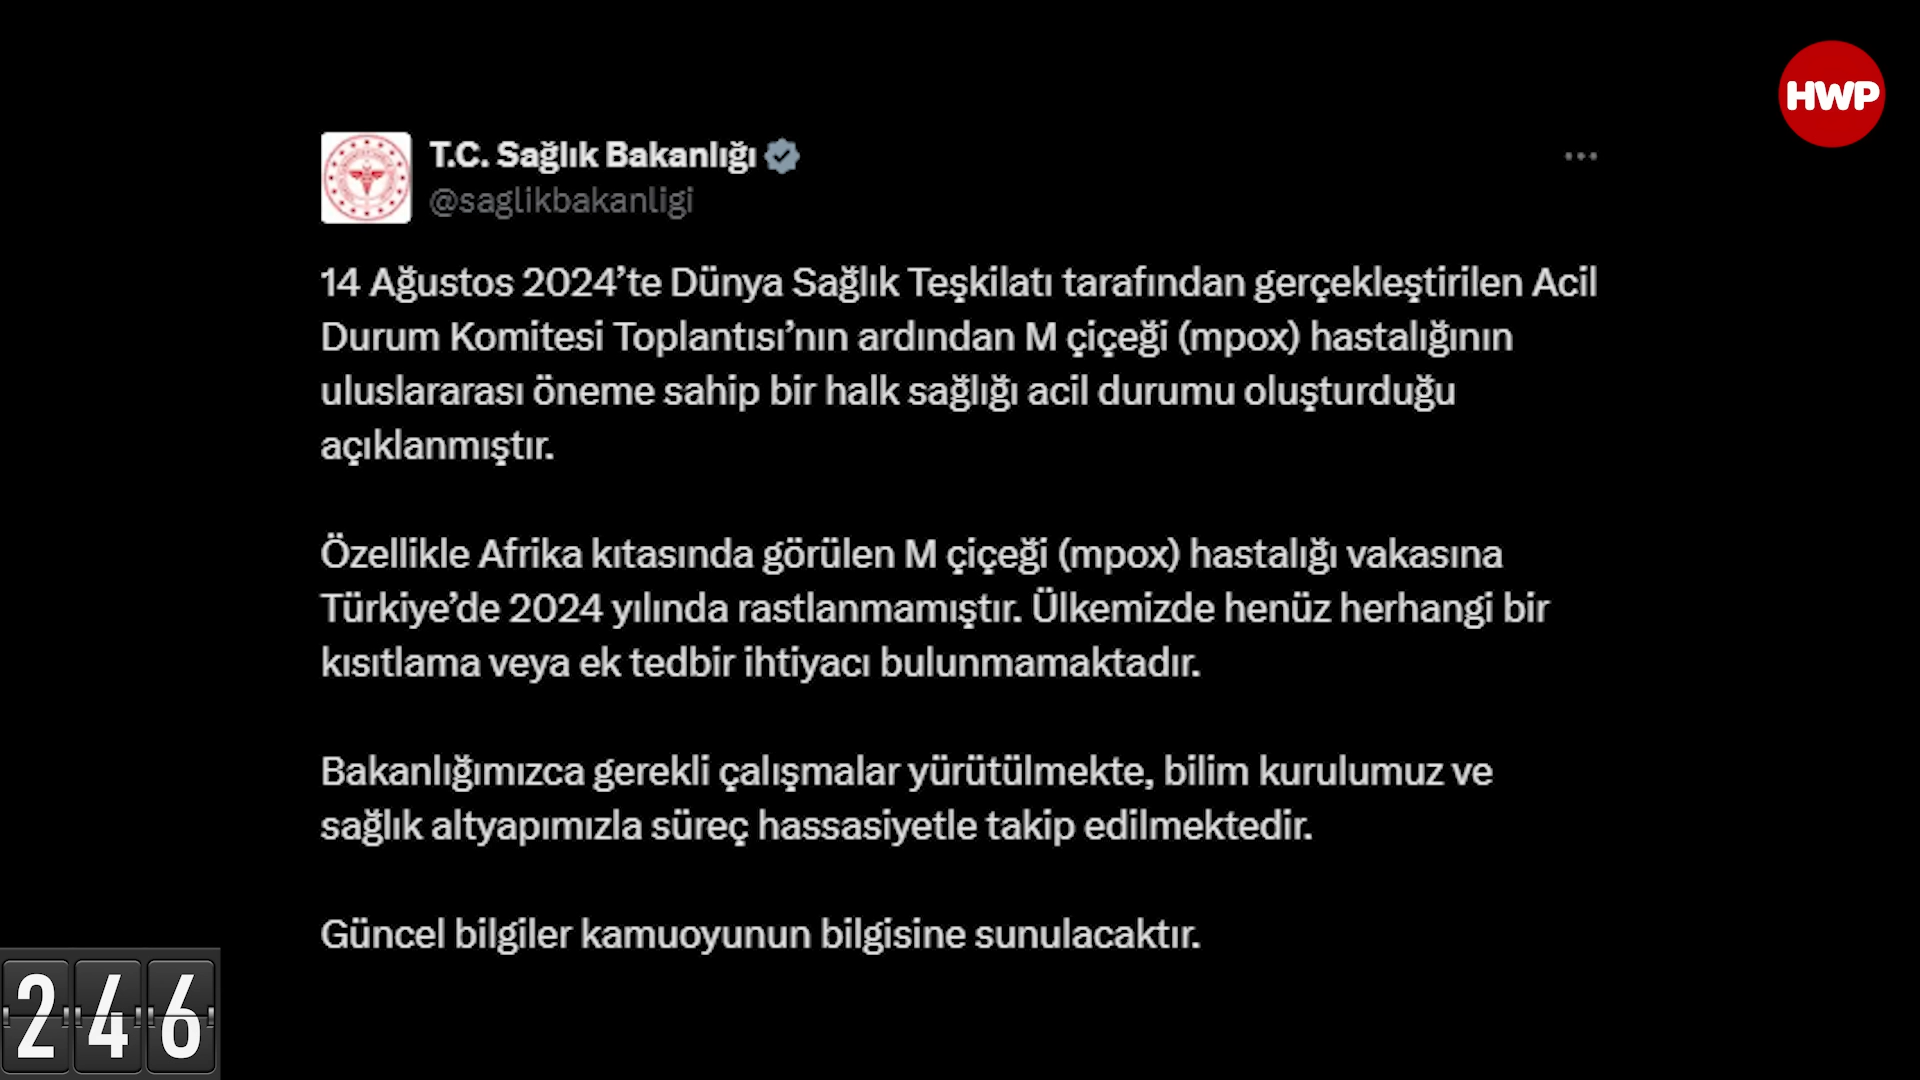 HWP
T.C. Sağlık Bakanlığı
@saglikbakanligi
14 Ağustos 2024’te Dünya Sağlık Teşkilatı tarafından gerçekleştirilen Acil
Durum Komitesi Toplantısı’nın ardından M çiçeği (mpox) hastalığının
uluslararası öneme sahip bir halk sağlığı acil durumu oluşturduğu
açıklanmıştır.
Özellikle Afrika kıtasında görülen M çiçeği (mpox) hastalığı vakasına
Türkiye’de 2024 yılında rastlanmamıştır. Ülkemizde henüz herhangi bir
kısıtlama veya ek tedbir ihtiyacı bulunmamaktadır.
Bakanlığımızca gerekli çalışmalar yürütülmekte, bilim kurulumuz ve
sağlık altyapımızla süreç hassasiyetle takip edilmektedir.
Güncel bilgiler kamuoyunun bilgisine sunulacaktır.
246